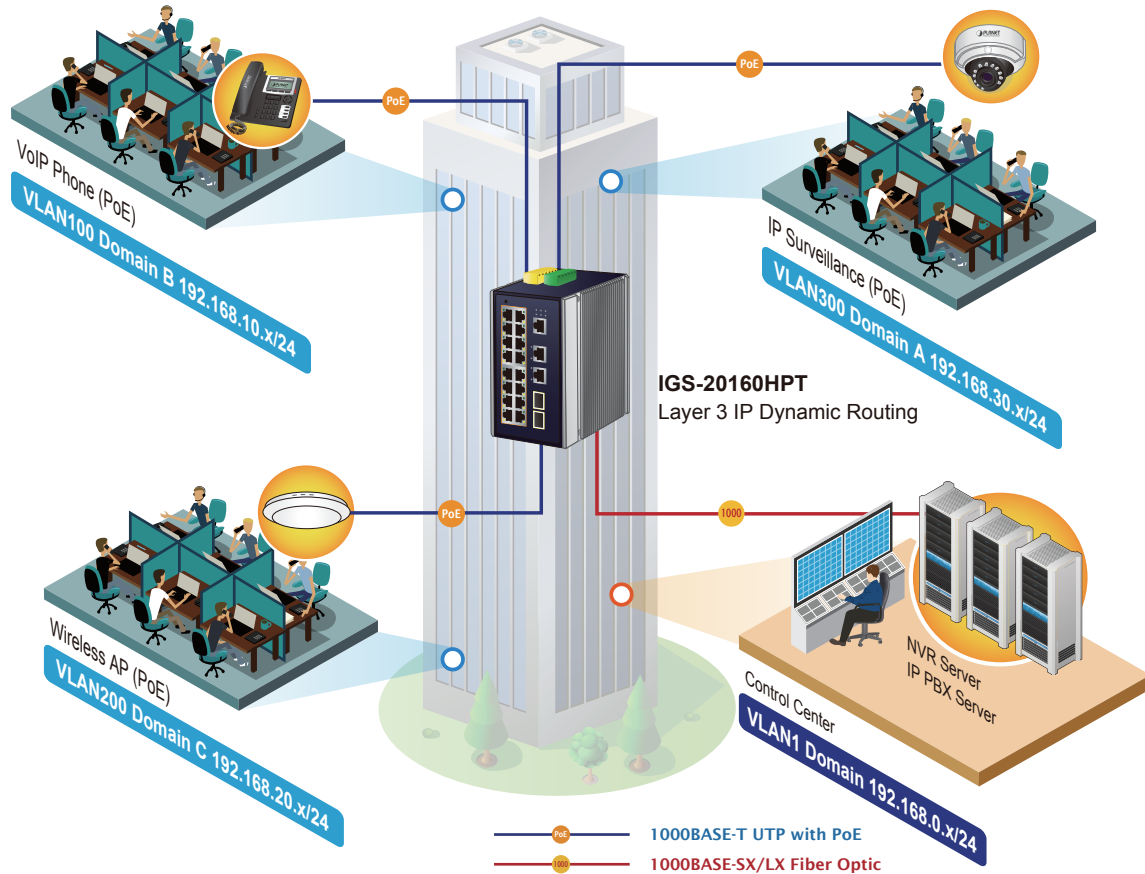 PoE
PLANET
PoE
VoIP Phone (PoE)
VLAN100 Domain B 192.168.10.x/24
IP Surveillance (PoE)
VLAN300 Domain A 192.168.30.x/24
IGS-20160HPT
Layer 3 IP Dynamic Routing
PoE
1000
Wireless AP (PoE)
VLAN200 Domain C 192.168.20.x/24
NVR Server
IP PBX Server
Control Center
VLAN1 Domain 192.168.0.x/24
PoE
1000BASE-T UTP with PoE
1000
1000BASE-SX/LX Fiber Optic